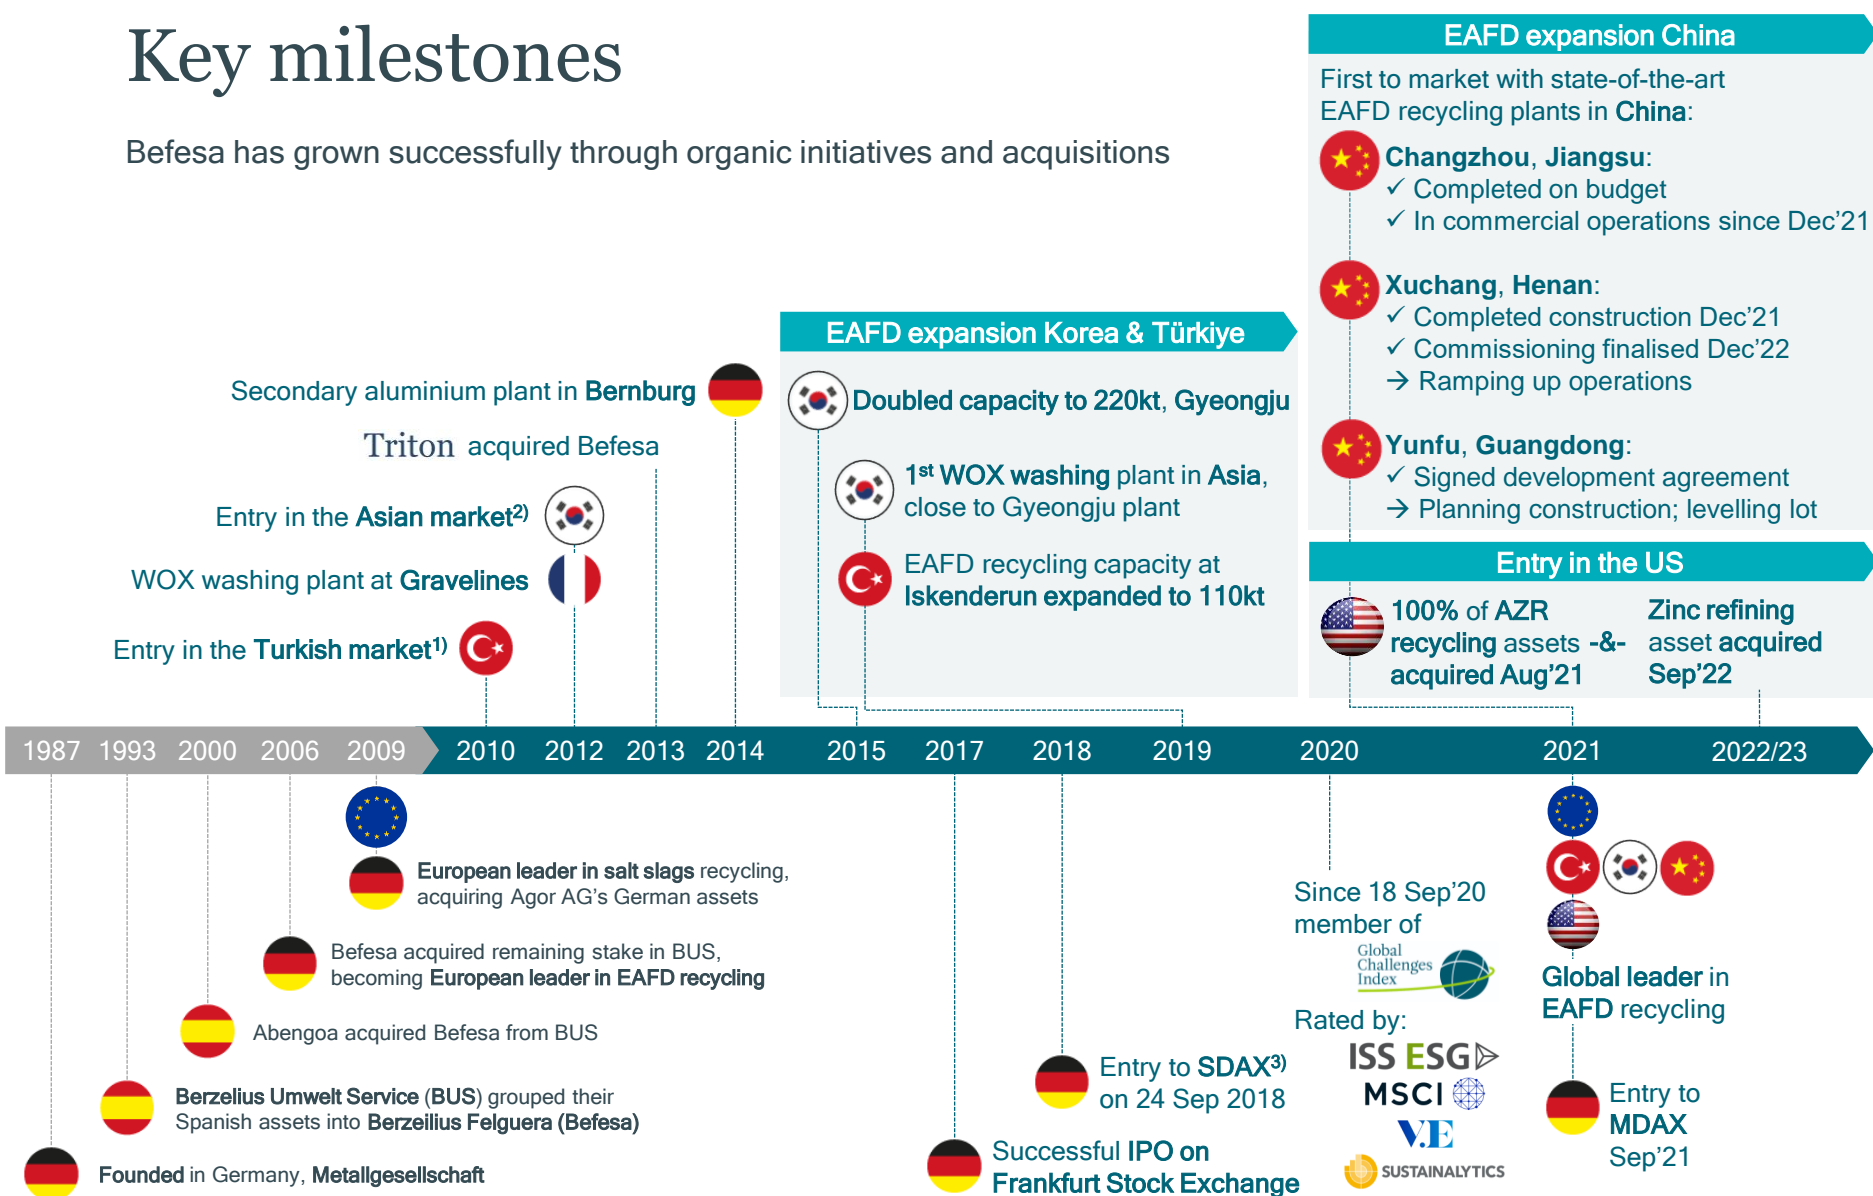 Key milestones
Befesa has grown successfully through organic initiatives and acquisitions
EAFD expansion China
First to market with state-of-the-art
EAFD recycling plants in China:
Changzhou, Jiangsu:
✓ Completed on budget
✓ In commercial operations since Dec'21
Xuchang, Henan:
✓ Completed construction Dec'21
✓ Commissioning finalised Dec'22
→ Ramping up operations
Yunfu, Guangdong:
✓ Signed development agreement
→ Planning construction; levelling lot
Entry in the US
100% of AZR
recycling assets -&-
acquired Aug'21
Zinc refining
asset acquired
Sep'22
EAFD expansion Korea & Türkiye
Doubled capacity to 220kt, Gyeongju
1st WOX washing plant in Asia,
close to Gyeongju plant
EAFD recycling capacity at
Iskenderun expanded to 110kt
Secondary aluminium plant in Bernburg
Triton acquired Befesa
Entry in the Asian market2)
WOX washing plant at Gravelines
Entry in the Turkish market1)
1987 1993 2000 2006 2009 2010 2012 2013 2014 2015 2017 2018 2019 2020 2021 2022/23
European leader in salt slags recycling,
acquiring Agor AG's German assets
Befesa acquired remaining stake in BUS,
becoming European leader in EAFD recycling
Abengoa acquired Befesa from BUS
Berzelius Umwelt Service (BUS) grouped their
Spanish assets into Berzeilius Felguera (Befesa)
Founded in Germany, Metallgesellschaft
Successful IPO on
Frankfurt Stock Exchange
Entry to SDAX3)
on 24 Sep 2018
Since 18 Sep'20
member of
Global
Challenges
Index
Rated by:
ISS ESG
MSCI
V.E
SUSTAINALYTICS
Global leader in
EAFD recycling
Entry to
MDAX
Sep'21